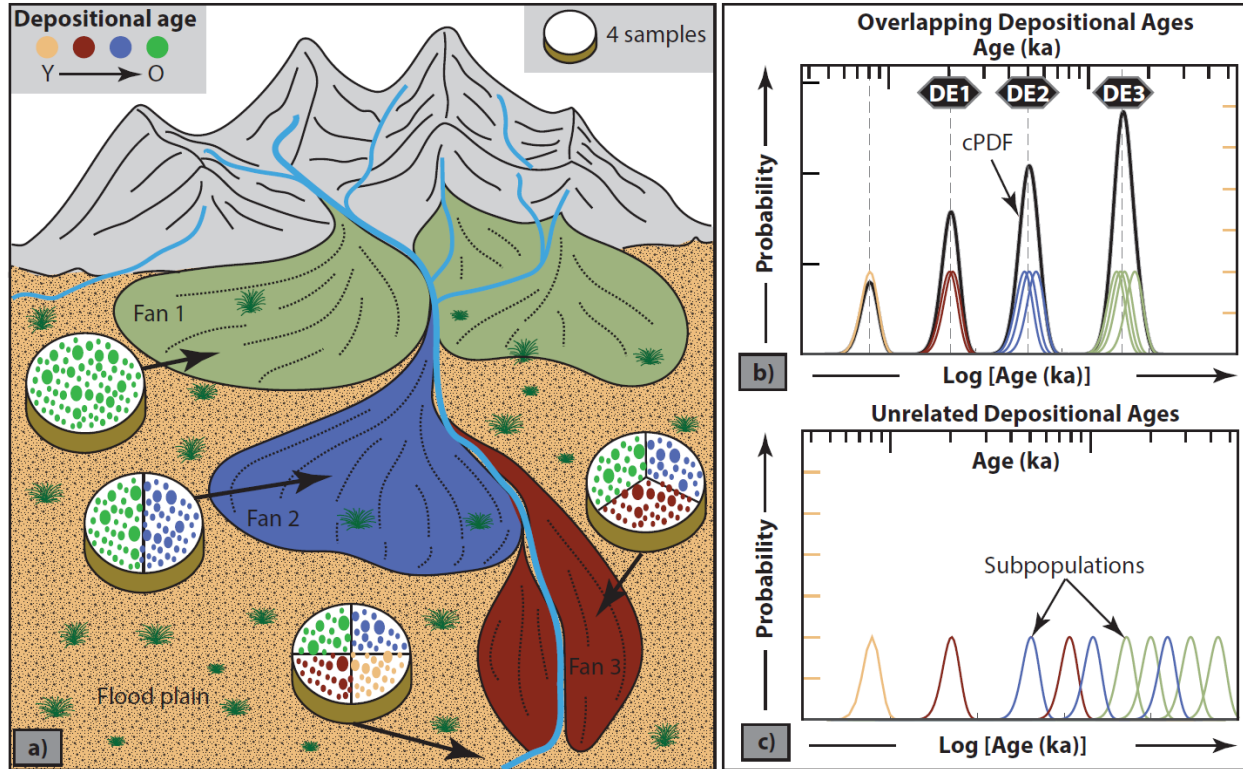 Depositional age
Y O
4 samples
Fan 1
Fan 2
Fan 3
Flood plain
a)
Overlapping Depositional Ages
Age (ka)
DE1 DE2 DE3
cPDF
Probability
b)
Log [Age (ka)]
Unrelated Depositional Ages
Age (ka)
Subpopulations
Probability
c)
Log [Age (ka)]